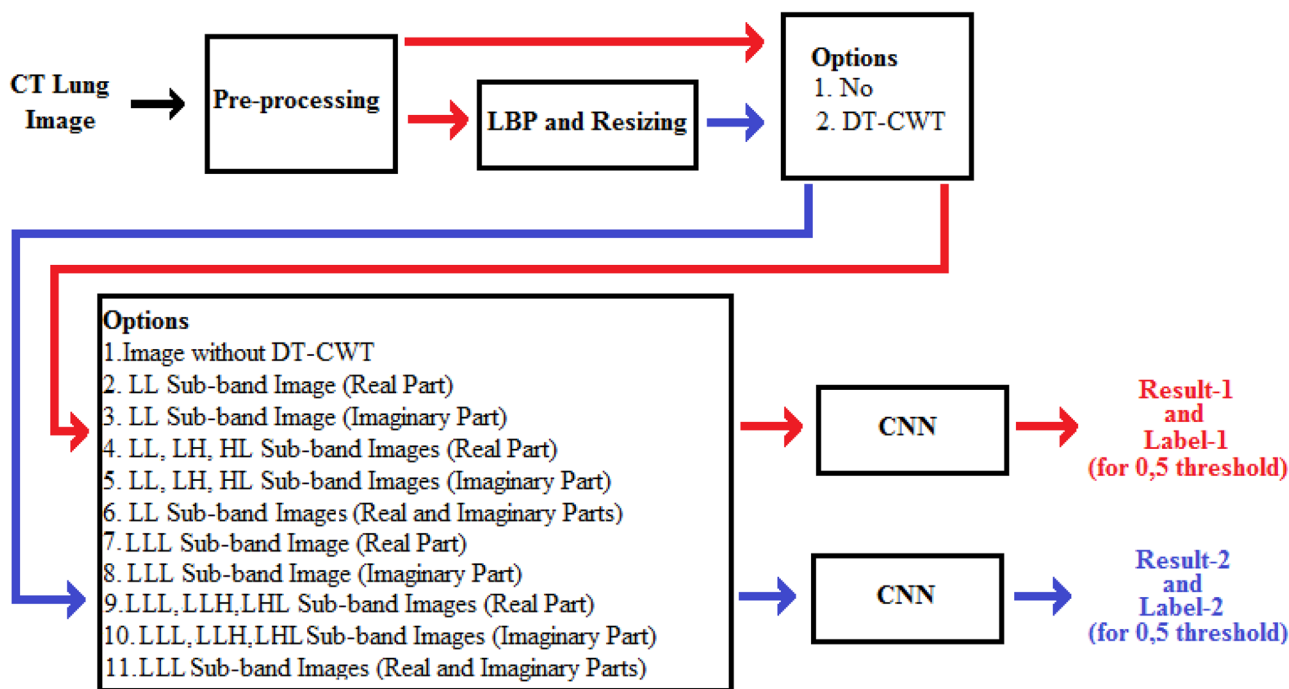 CT Lung
Image
Pre-processing
LBP and Resizing
Options
1. No
2. DT-CWT
Options
1.Image without DT-CWT
2. LL Sub-band Image (Real Part)
3. LL Sub-band Image (Imaginary Part)
4. LL, LH, HL Sub-band Images (Real Part)
5. LL, LH, HL Sub-band Images (Imaginary Part)
6. LL Sub-band Images (Real and Imaginary Parts)
7. LLL Sub-band Image (Real Part)
8. LLL Sub-band Image (Imaginary Part)
9. LLL, LLH, LHL Sub-band Images (Real Part)
10. LLL, LLH, LHL Sub-band Images (Imaginary Part)
11. LLL Sub-band Images (Real and Imaginary Parts)
CNN
Result-1
and
Label-1
(for 0,5 threshold)
CNN
Result-2
and
Label-2
(for 0,5 threshold)